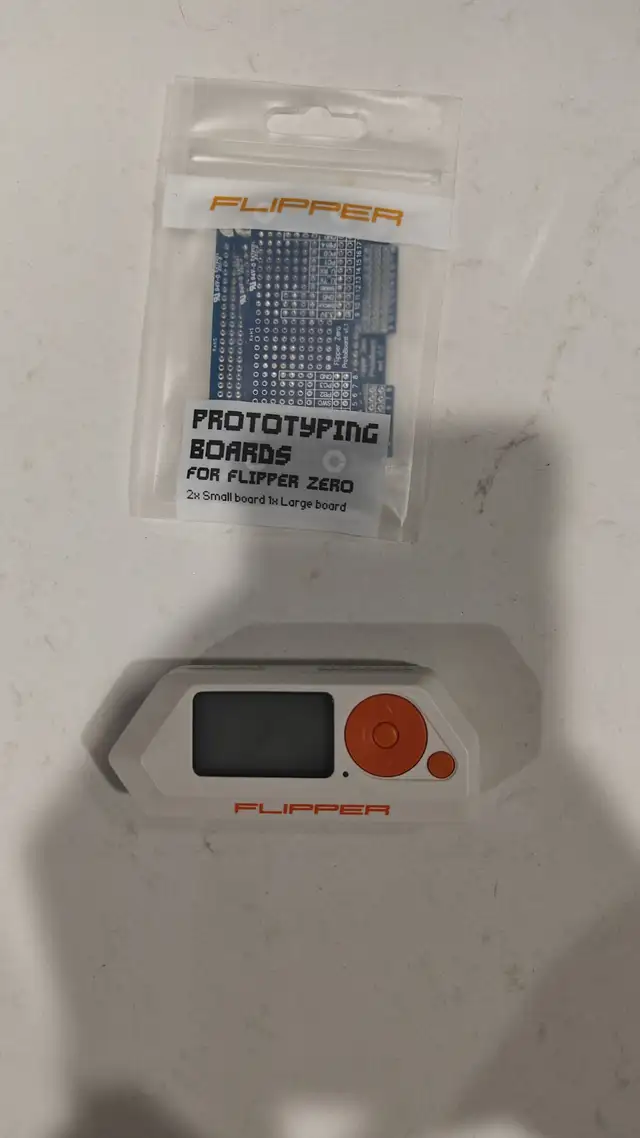 FLIPPER
PROTOTYPING
BOARDS
FOR FLIPPER ZERO
2x Small board 1x Large board
FLIPPER